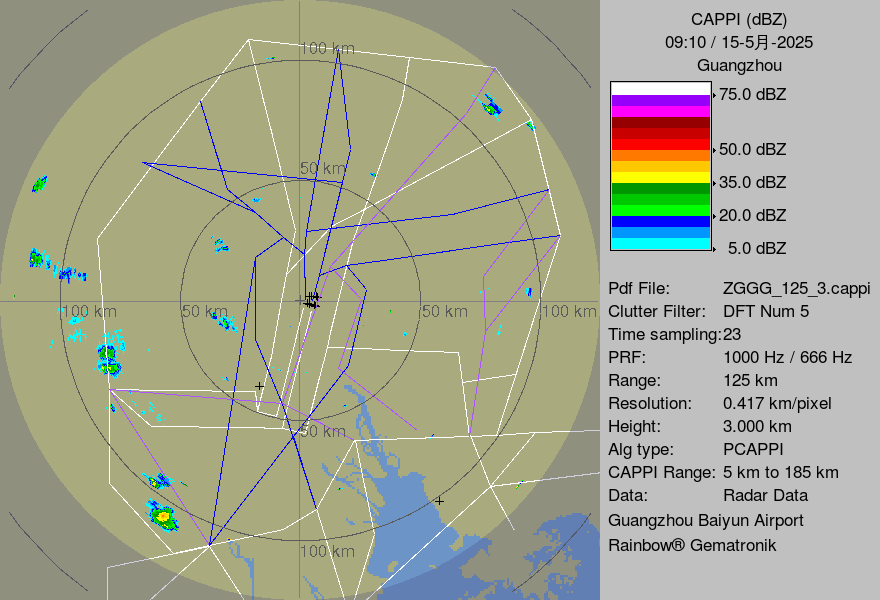 CAPPI (dBZ)
09:10 / 15-5月-2025
Guangzhou
75.0 dBZ
50.0 dBZ
35.0 dBZ
20.0 dBZ
5.0 dBZ
Pdf File: ZGGG_125_3.cappi
Clutter Filter: DFT Num 5
Time sampling:23
PRF: 1000 Hz / 666 Hz
Range: 125 km
Resolution: 0.417 km/pixel
Height: 3.000 km
Alg type: PCAPPI
CAPPI Range: 5 km to 185 km
Data: Radar Data
Guangzhou Baiyun Airport
Rainbow® Gematronik
100 km
50 km
100 km
50 km
50 km
100 km
50 km
100 km